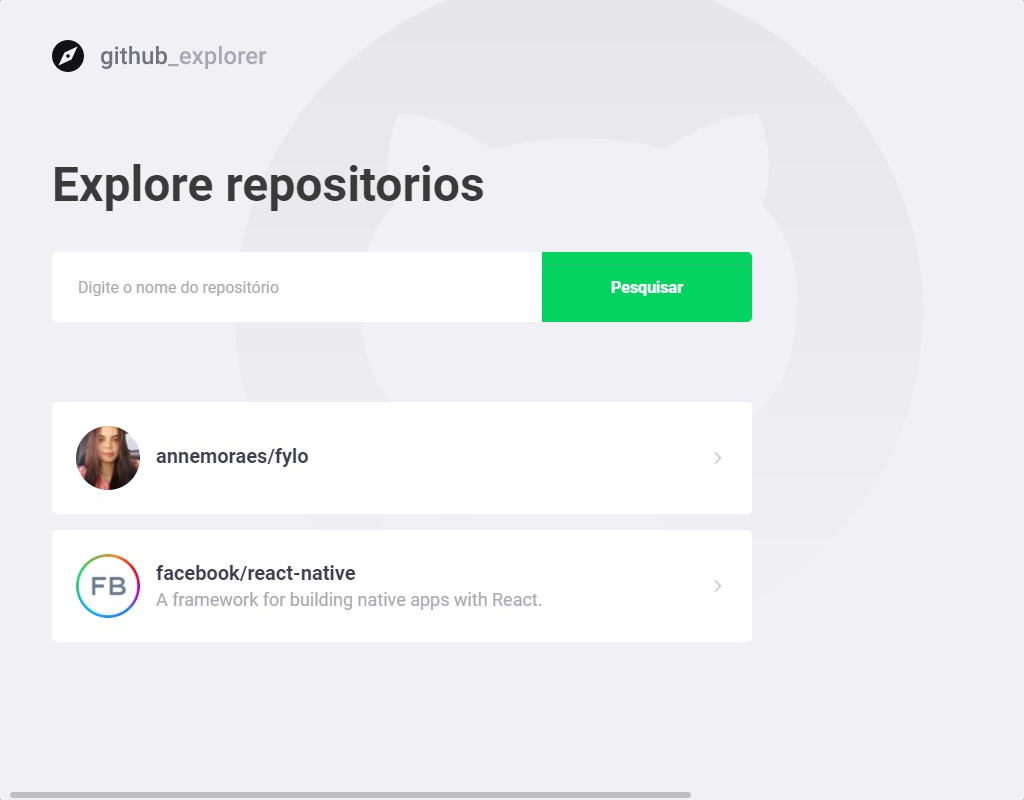 github_explorer
Explore repositorios
Digite o nome do repositório
Pesquisar
annemoraes/fylo
FB
facebook/react-native
A framework for building native apps with React.